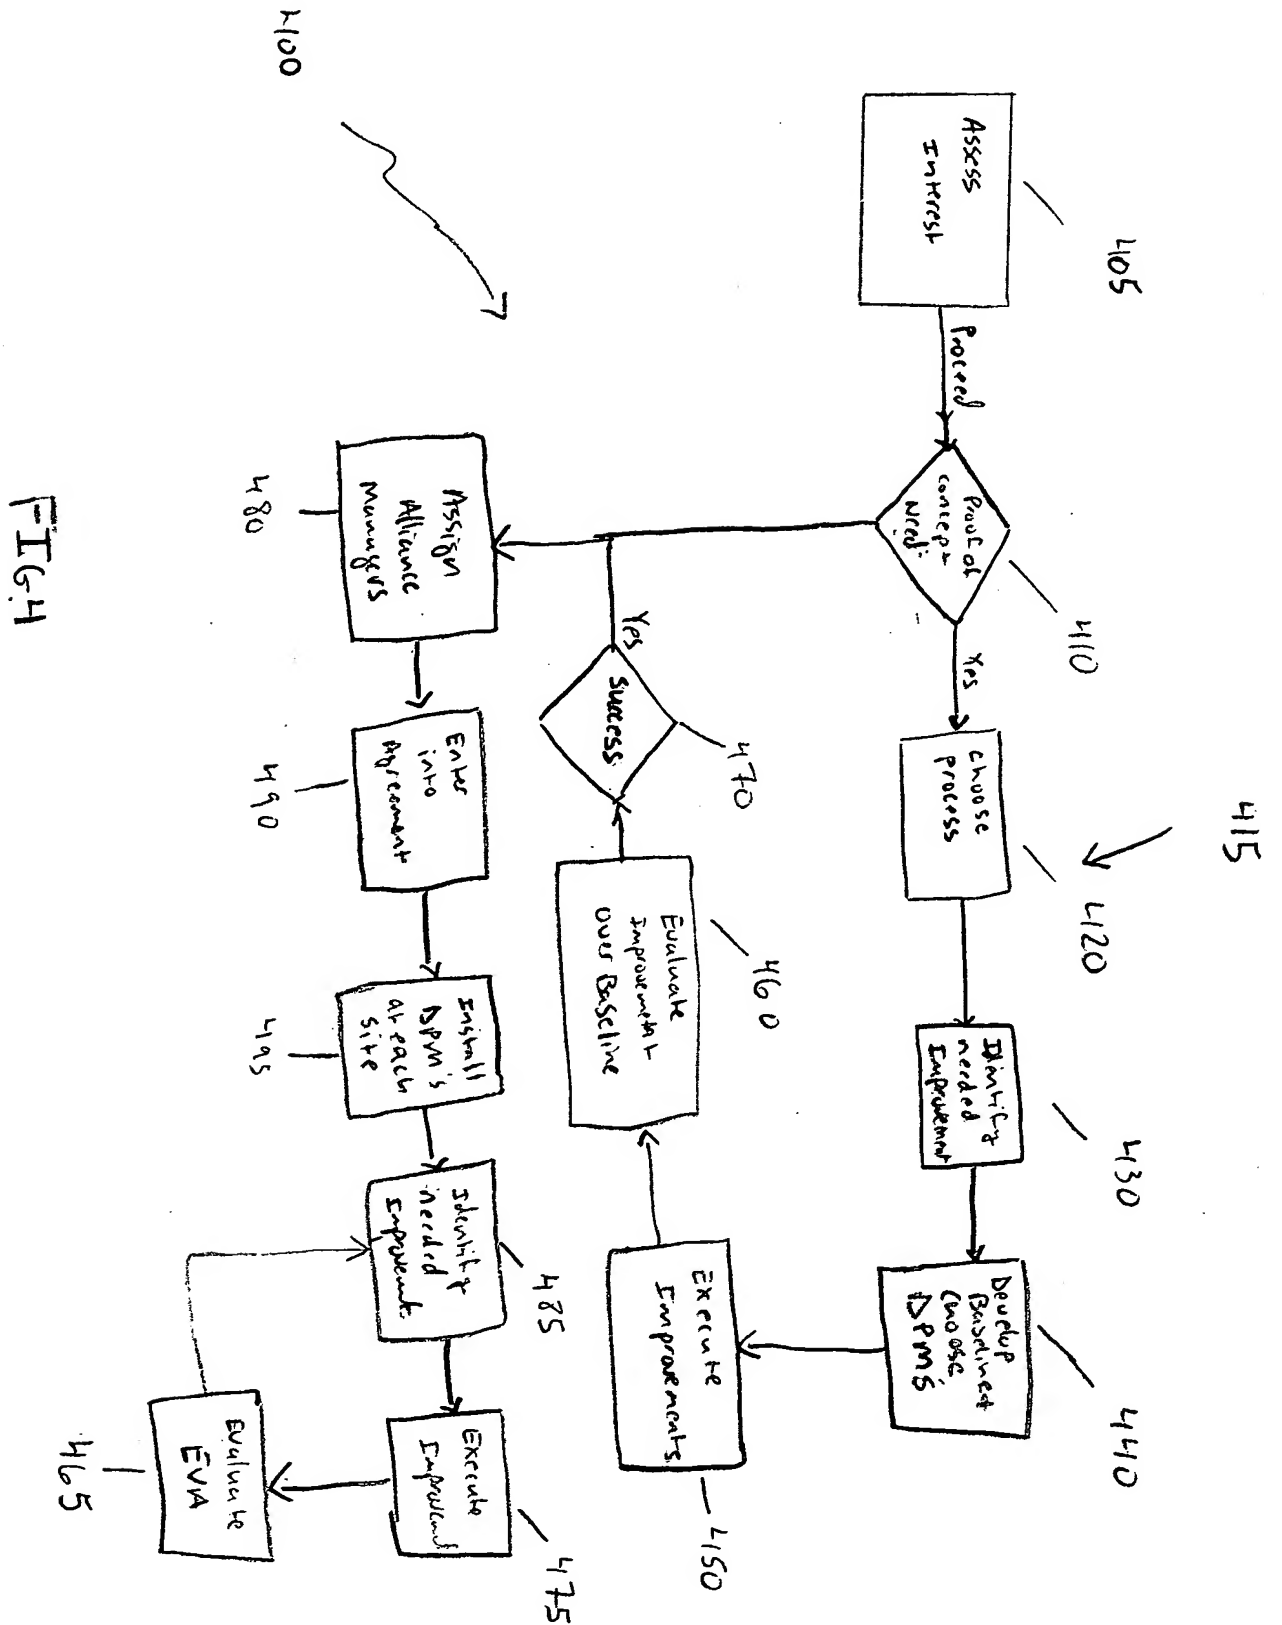 415
405
Assess
Interest
Proceed
410
Proof of
concept
Need?
Yes
420
choose
process
430
Identify
needed
Improvement
440
Develop
Baseline+
choose
DPM's
400
470
Success
Yes
460
Evaluate
Improvement
over Baseline
450
Execute
Improvements
Assign
Alliance
Managers
480
Enter
into
Agreement
490
Install
DPM's
at each
site
495
485
Identify
needed
Improvement
475
Execute
Improvement
Evaluate
EVA
465
FIG.4